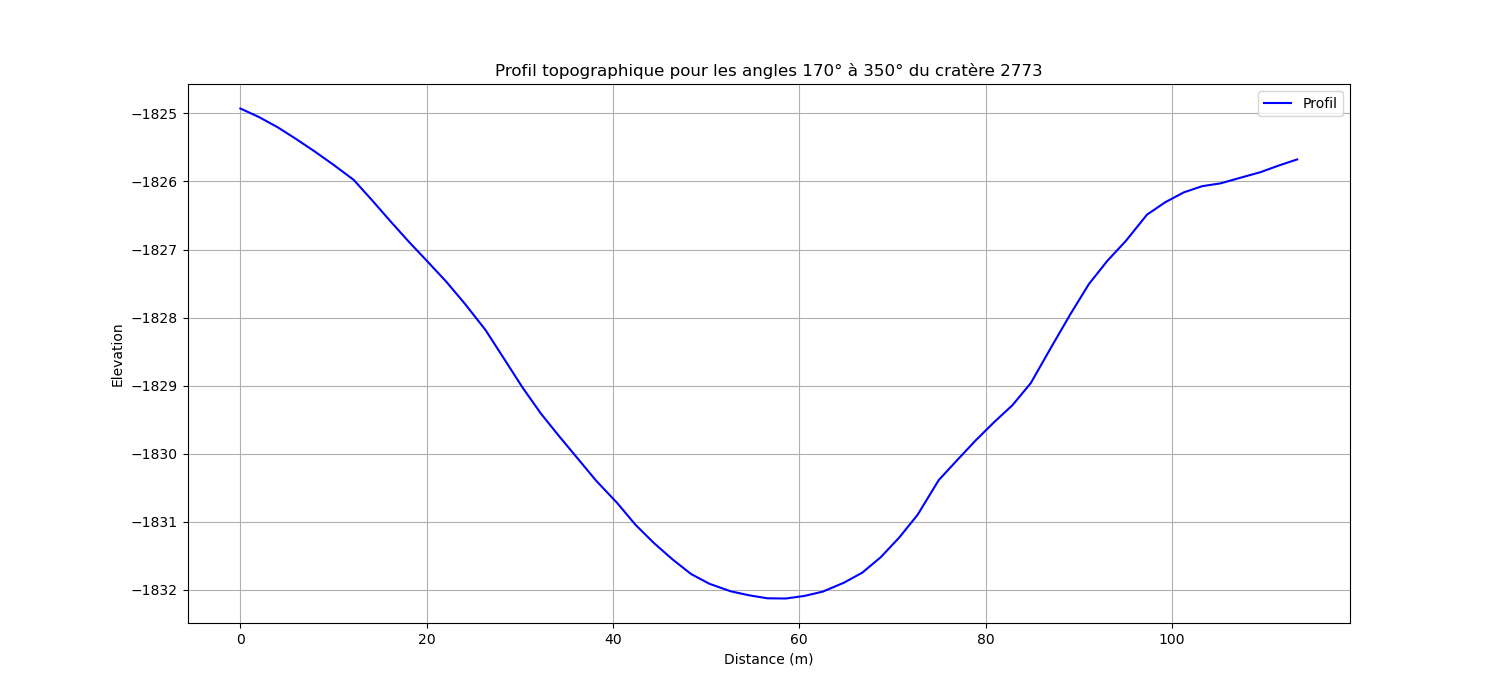 Profil topographique pour les angles 170° à 350° du cratère 2773
Profil
−1825
−1826
−1827
−1828
−1829
−1830
−1831
−1832
Elevation
0 20 40 60 80 100
Distance (m)